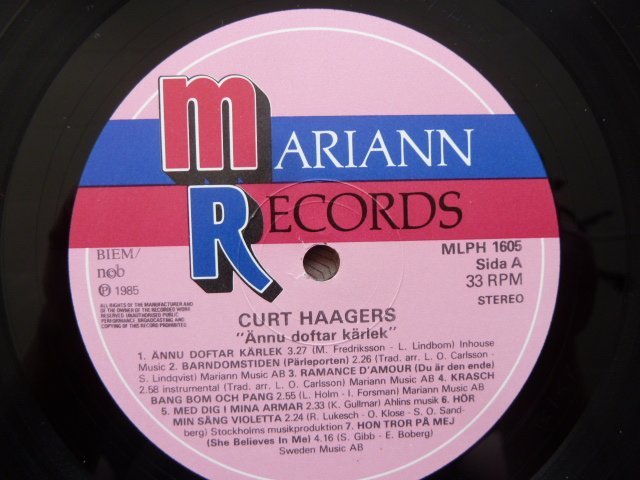 MARIANN
RECORDS
BIEM/
n©b
Ⓟ 1985
ALL RIGHTS OF THE MANUFACTURER AND
OF THE OWNER OF THE RECORDED WORK
RESERVED UNAUTHORISED PUBLIC
PERFORMANCE BROADCASTING AND
COPYING OF THIS RECORD PROHIBITED
MLPH 1605
Sida A
33 RPM
STEREO
CURT HAAGERS
"Ännu doftar kärlek"
1. ÄNNU DOFTAR KÄRLEK 3.27 (M. Fredriksson - L. Lindbom) Inhouse
Music 2. BARNDOMSTIDEN (Pärleporten) 2.26 (Trad. arr L. O. Carlsson-
S. Lindqvist) Mariann Music AB 3. RAMANCE D'AMOUR (Du är den ende)
2.58 instrumental (Trad. arr. L. O. Carlsson) Mariann Music 4. KRASCH
BANG BOM OCH PANG 2.55 (L. Holm - I. Forsman) Mariann Music AB
5. MED DIG I MINA ARMAR 2.33 (K. Gullmar) Ahlins musik 6. HÖR
MIN SÅNG VIOLETTA 2.24 (R. Lukesch - O. Klose - S. O. Sand-
berg) Stockholms musikproduktion 7. HON TROR PÅ MEJ
(She Believes In Me) 4.16 (S. Gibb - E. Boberg)
Sweden Music AB